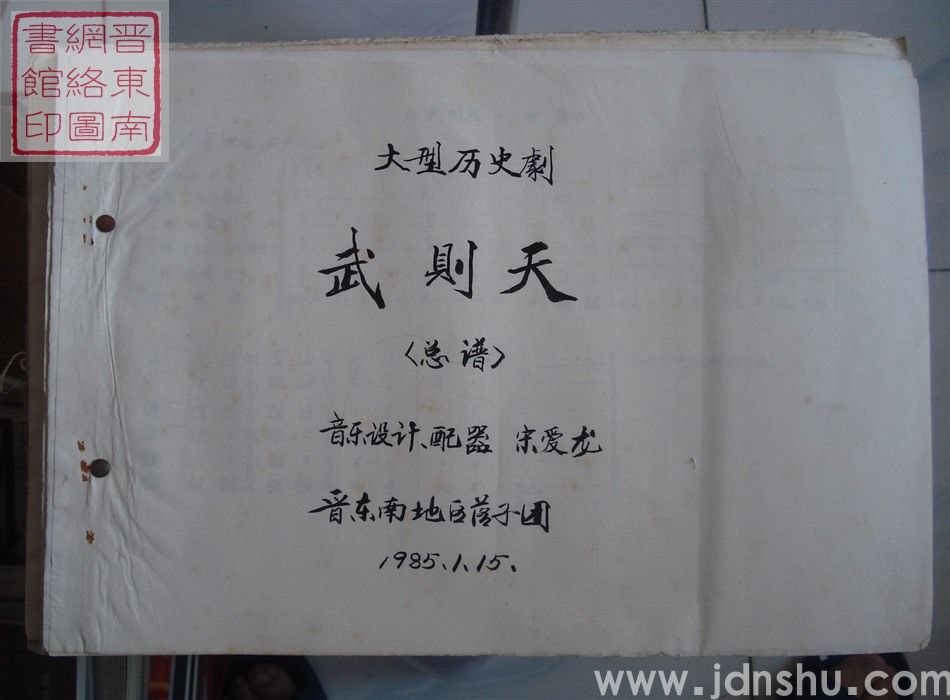 晋東南
網絡圖
書館印
大型历史劇
武則天
〈总谱〉
音乐设计、配器 宋爱龙
晋东南地区落子团
1985.1.15.
www.jdnshu.com